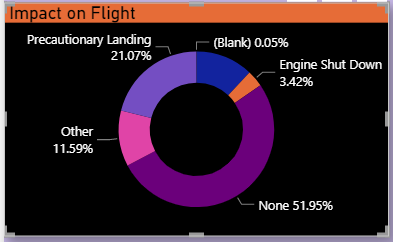 Impact on Flight
Precautionary Landing
21.07%
(Blank) 0.05%
Engine Shut Down
3.42%
Other
11.59%
None 51.95%